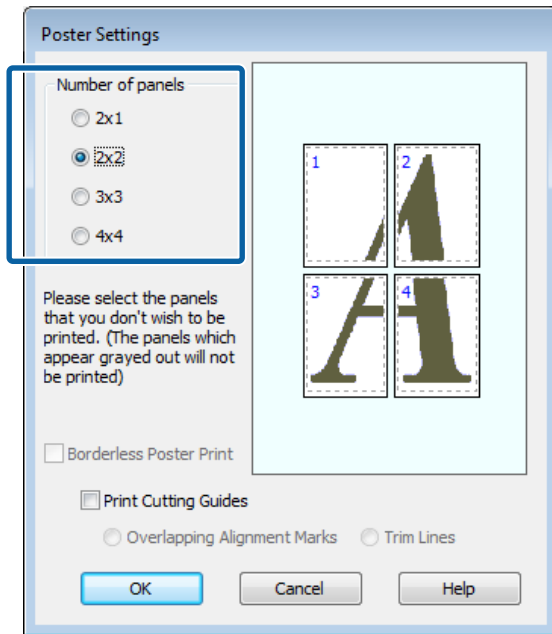 Poster Settings
Number of panels
2x1
2x2
3x3
4x4
1
2
3
4
Please select the panels
that you don't wish to be
printed. (The panels which
appear grayed out will not
be printed)
Borderless Poster Print
Print Cutting Guides
Overlapping Alignment Marks
Trim Lines
OK
Cancel
Help